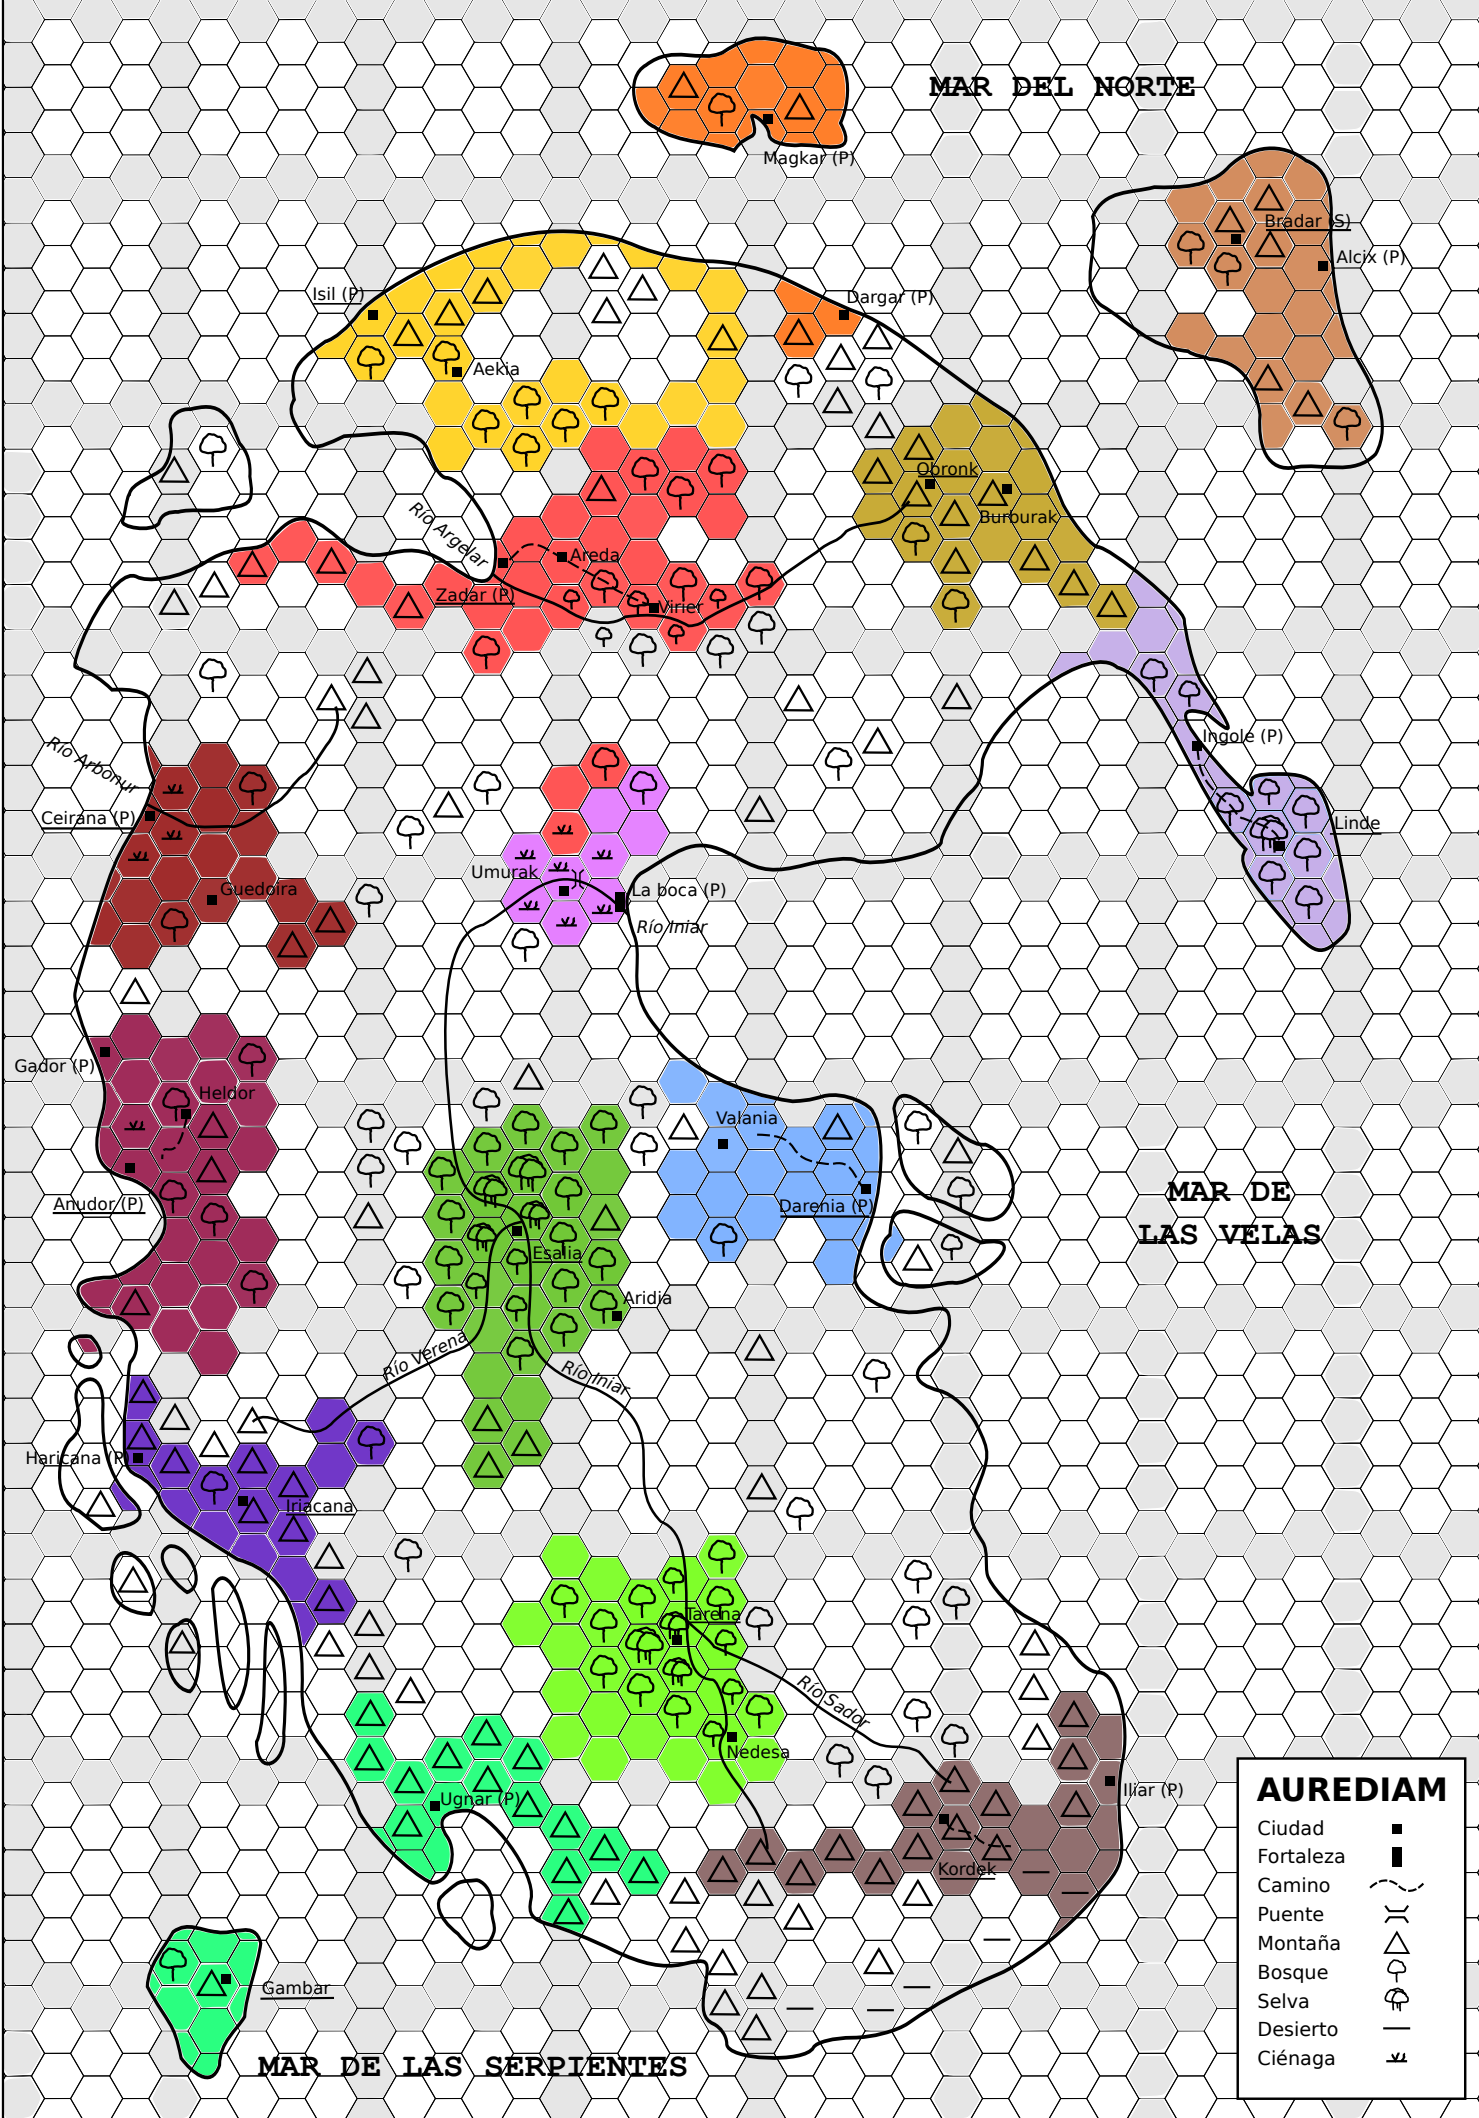 MAR DEL NORTE
Magkar (P)
Bradar (S)
Alcix (P)
Isil (P)
Dargar (P)
Aekia
Obronk
Burburak
Río Argelar
Areda
Zadar (P)
Virier
Río Arbonur
Ingole (P)
Ceirana (P)
Linde
Umurak
Guedoira
La boca (P)
Río Iniar
Gador (P)
Heldor
Valania
Anudor (P)
Darenia (P)
MAR DE
LAS VELAS
Esalia
Aridia
Río Verena
Río Iniar
Haricana (P)
Iriacana
Tarena
Río Sador
Nedesa
Ugnar (P)
Iliar (P)
Kordek
Gambar
MAR DE LAS SERPIENTES
AUREDIAM
Ciudad
Fortaleza
Camino
Puente
Montaña
Bosque
Selva
Desierto
Ciénaga